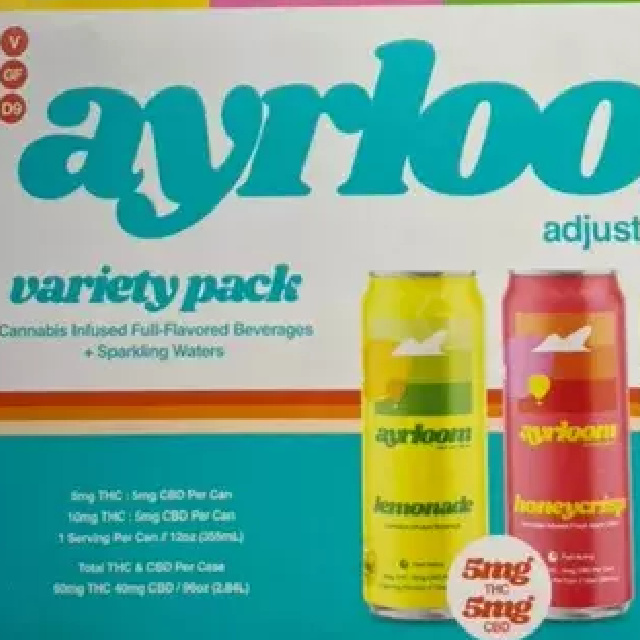 V
GF
D9
ayrloo
adjust
variety pack
Cannabis Infused Full-Flavored Beverages
+ Sparkling Waters
5mg THC : 5mg CBD Per Can
10mg THC : 5mg CBD Per Can
1 Serving Per Can // 12oz (355mL)
Total THC & CBD Per Case
60mg THC 40mg CBD / 96oz (2.84L)
ayrloom
lemonade
ayrloom
honeycrisp
5mg
THC
5mg
CBD